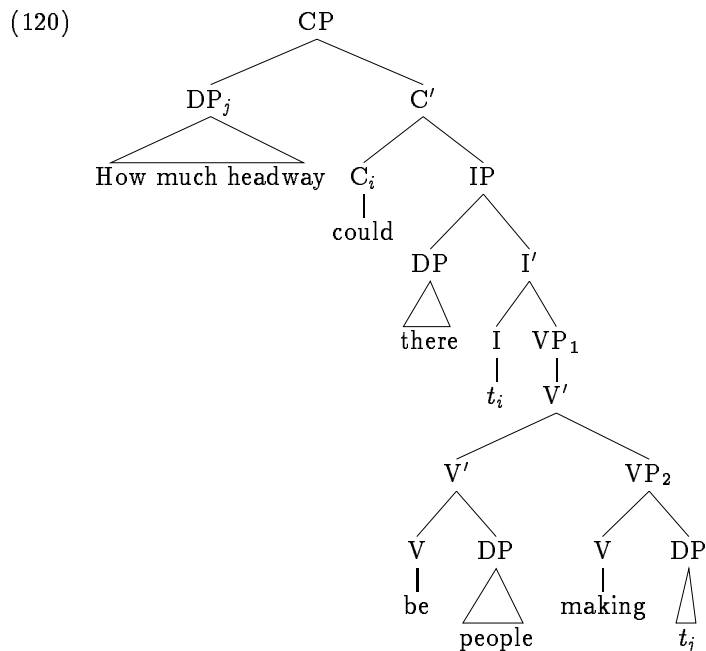 (120) CP
DPⱼ C′
How much headway Cᵢ IP
could
DP I′
there I VP₁
tᵢ V′
V′ VP₂
V DP V DP
be people making tⱼ